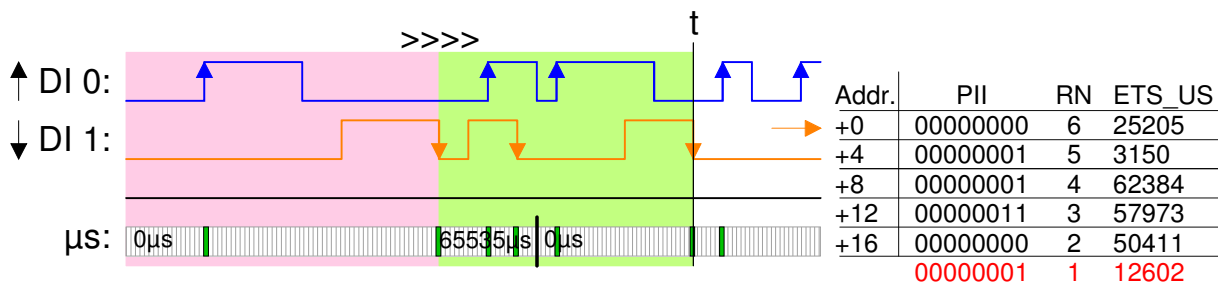 >>>>
t
DI 0:
DI 1:
µs:
0µs
65535µs
0µs
Addr. PII RN ETS_US
+0 00000000 6 25205
+4 00000001 5 3150
+8 00000001 4 62384
+12 00000011 3 57973
+16 00000000 2 50411
00000001 1 12602